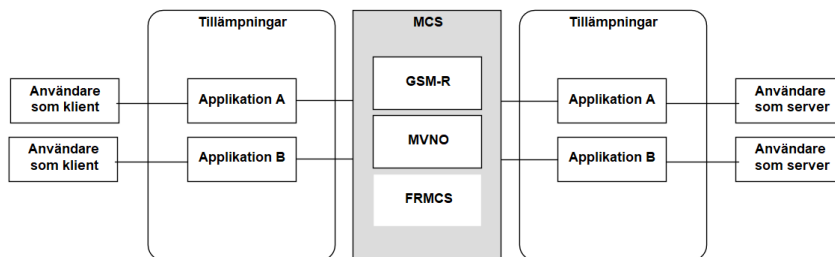 Tillämpningar
MCS
Tillämpningar
GSM-R
Användare
som klient
Applikation A
Applikation A
Användare
som server
MVNO
Användare
som klient
Applikation B
Applikation B
Användare
som server
FRMCS